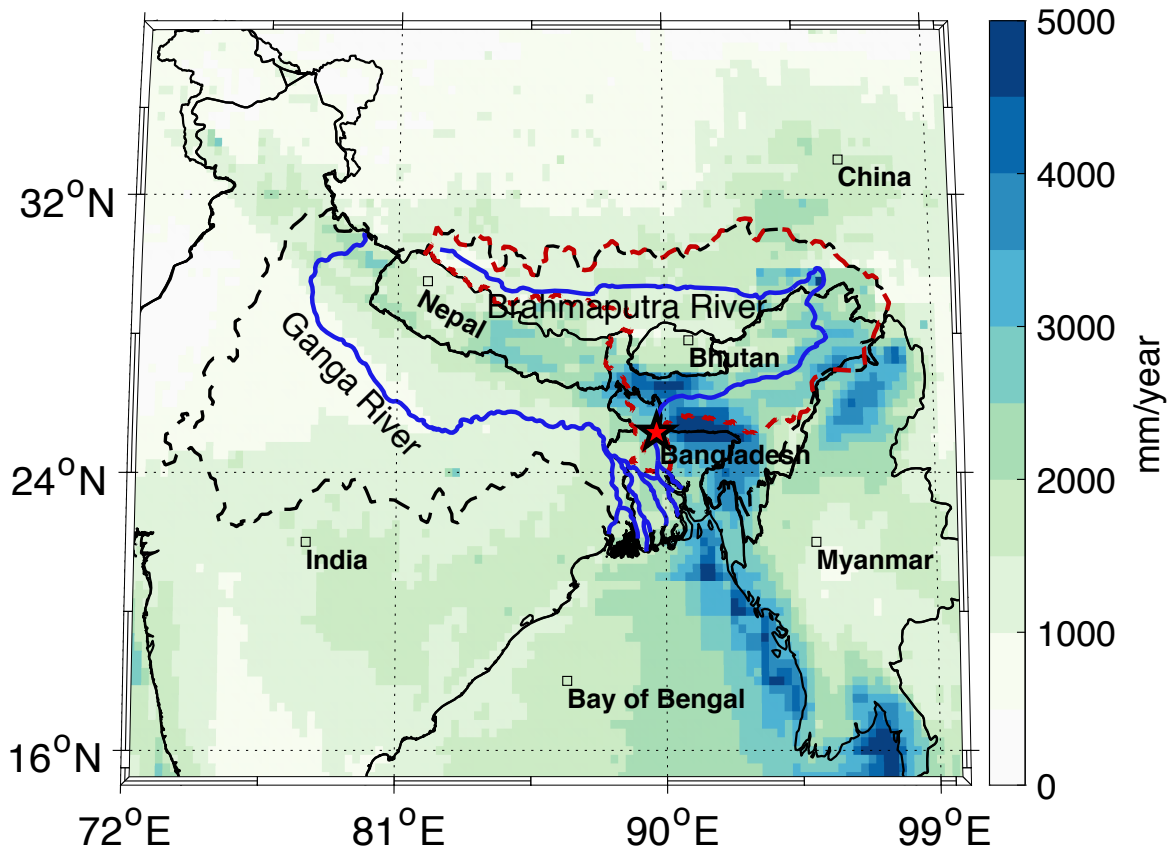 5000
4000
3000
2000
1000
0
mm/year
32°N
24°N
16°N
72°E
81°E
90°E
99°E
China
Nepal
Brahmaputra River
Bhutan
Ganga River
Bangladesh
India
Myanmar
Bay of Bengal